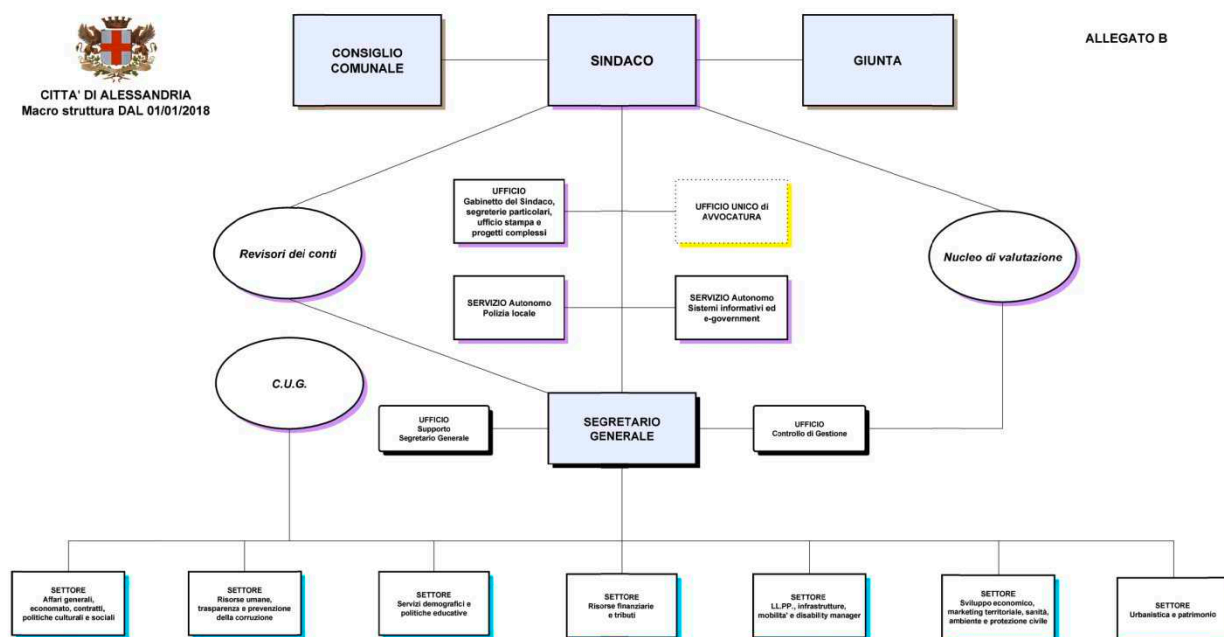 CITTA' DI ALESSANDRIA
Macro struttura DAL 01/01/2018
CONSIGLIO
COMUNALE
SINDACO
GIUNTA
ALLEGATO B
UFFICIO
Gabinetto del Sindaco,
segreterie particolari,
ufficio stampa e
progetti complessi
UFFICIO UNICO di
AVVOCATURA
Revisori dei conti
Nucleo di valutazione
SERVIZIO Autonomo
Polizia locale
SERVIZIO Autonomo
Sistemi informativi ed
e-government
C.U.G.
UFFICIO
Supporto
Segretario Generale
SEGRETARIO
GENERALE
UFFICIO
Controllo di Gestione
SETTORE
Affari generali,
economato, contratti,
politiche culturali e sociali
SETTORE
Risorse umane,
trasparenza e prevenzione
della corruzione
SETTORE
Servizi demografici e
politiche educative
SETTORE
Risorse finanziarie
e tributi
SETTORE
LL.PP., infrastrutture,
mobilita' e disability manager
SETTORE
Sviluppo economico,
marketing territoriale, sanità,
ambiente e protezione civile
SETTORE
Urbanistica e patrimonio